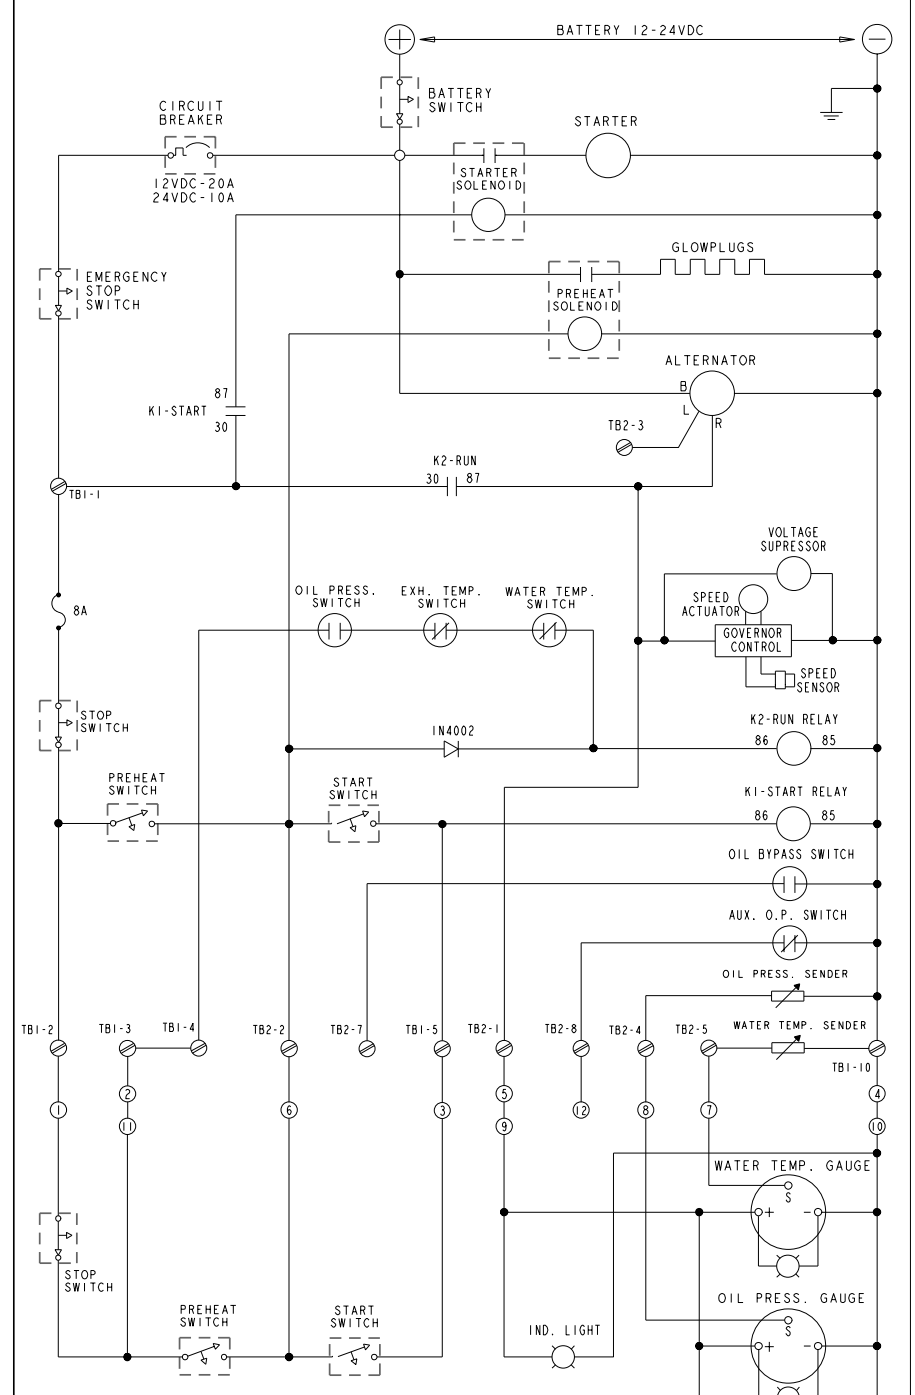 BATTERY 12-24VDC
+
−
BATTERY
SWITCH
CIRCUIT
BREAKER
12VDC-20A
24VDC-10A
STARTER
STARTER
SOLENOID
GLOWPLUGS
EMERGENCY
STOP
SWITCH
PREHEAT
SOLENOID
ALTERNATOR
B
L
R
87
K1-START
30
TB2-3
K2-RUN
30
87
TB1-1
VOLTAGE
SUPRESSOR
SPEED
ACTUATOR
GOVERNOR
CONTROL
SPEED
SENSOR
8A
OIL PRESS.
SWITCH
EXH. TEMP.
SWITCH
WATER TEMP.
SWITCH
STOP
SWITCH
1N4002
K2-RUN RELAY
86
85
PREHEAT
SWITCH
START
SWITCH
K1-START RELAY
86
85
OIL BYPASS SWITCH
AUX. O.P. SWITCH
OIL PRESS. SENDER
WATER TEMP. SENDER
TB1-2
TB1-3
TB1-4
TB2-2
TB2-7
TB1-5
TB2-1
TB2-8
TB2-4
TB2-5
TB1-10
1
2
11
6
3
5
9
12
8
7
4
10
WATER TEMP. GAUGE
S
+
−
STOP
SWITCH
PREHEAT
SWITCH
START
SWITCH
IND. LIGHT
OIL PRESS. GAUGE
S
+
−